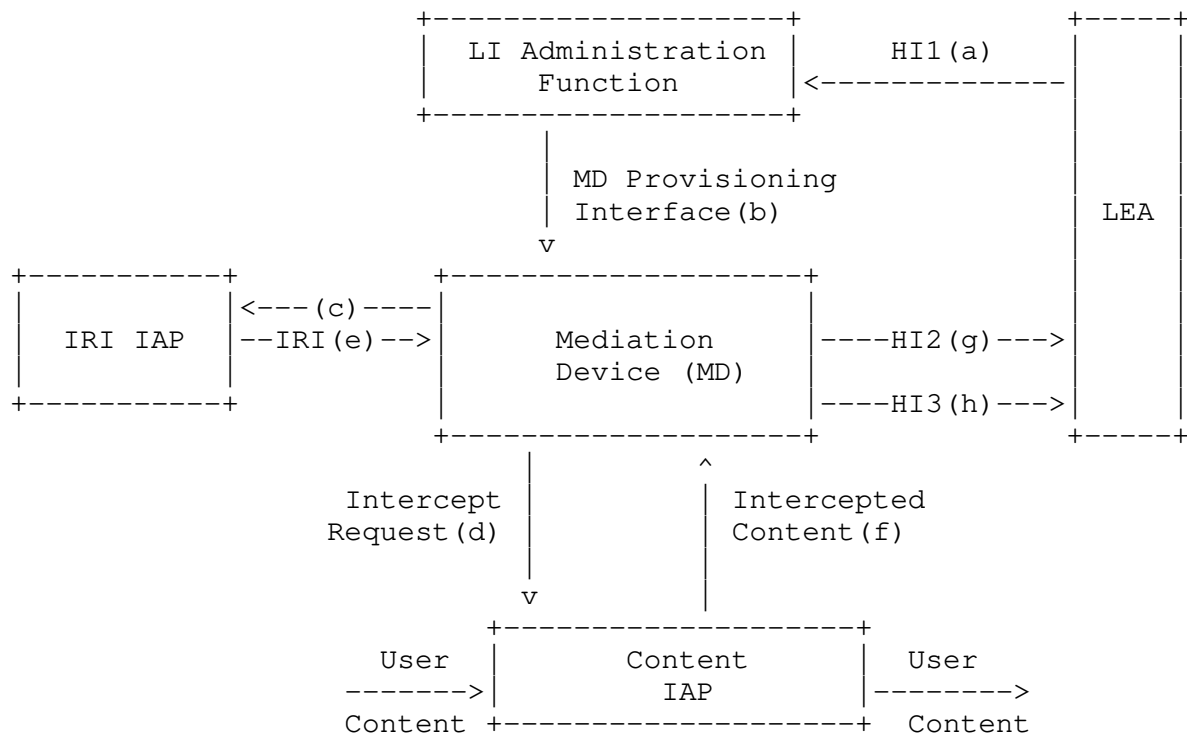 LI Administration
HI1(a)
Function
MD Provisioning
Interface(b)
LEA
(c)
IRI IAP
IRI(e)
Mediation
HI2(g)
Device (MD)
HI3(h)
Intercept
Intercepted
Request(d)
Content(f)
User
Content
User
IAP
Content
Content